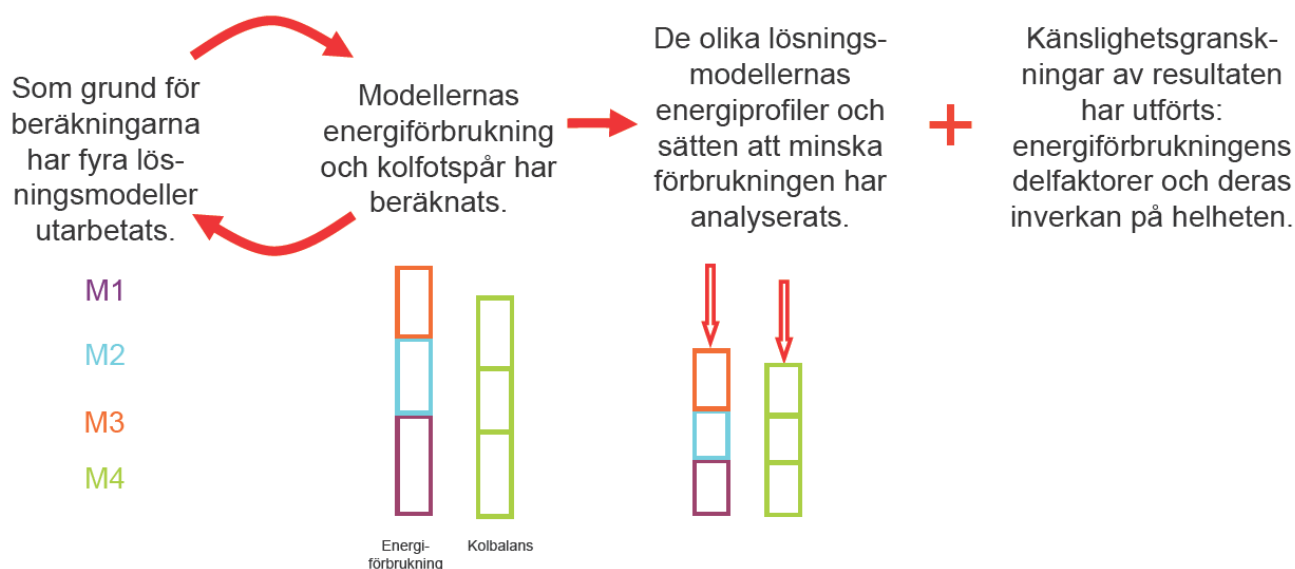 Som grund för
beräkningarna
har fyra lös-
ningsmodeller
utarbetats.
Modellernas
energiförbrukning
och kolfotspår har
beräknats.
De olika lösnings-
modellernas
energiprofiler och
sätten att minska
förbrukningen har
analyserats.
+
Känslighetsgransk-
ningar av resultaten
har utförts:
energiförbrukningens
delfaktorer och deras
inverkan på helheten.
M1
M2
M3
M4
Energi-
förbrukning
Kolbalans